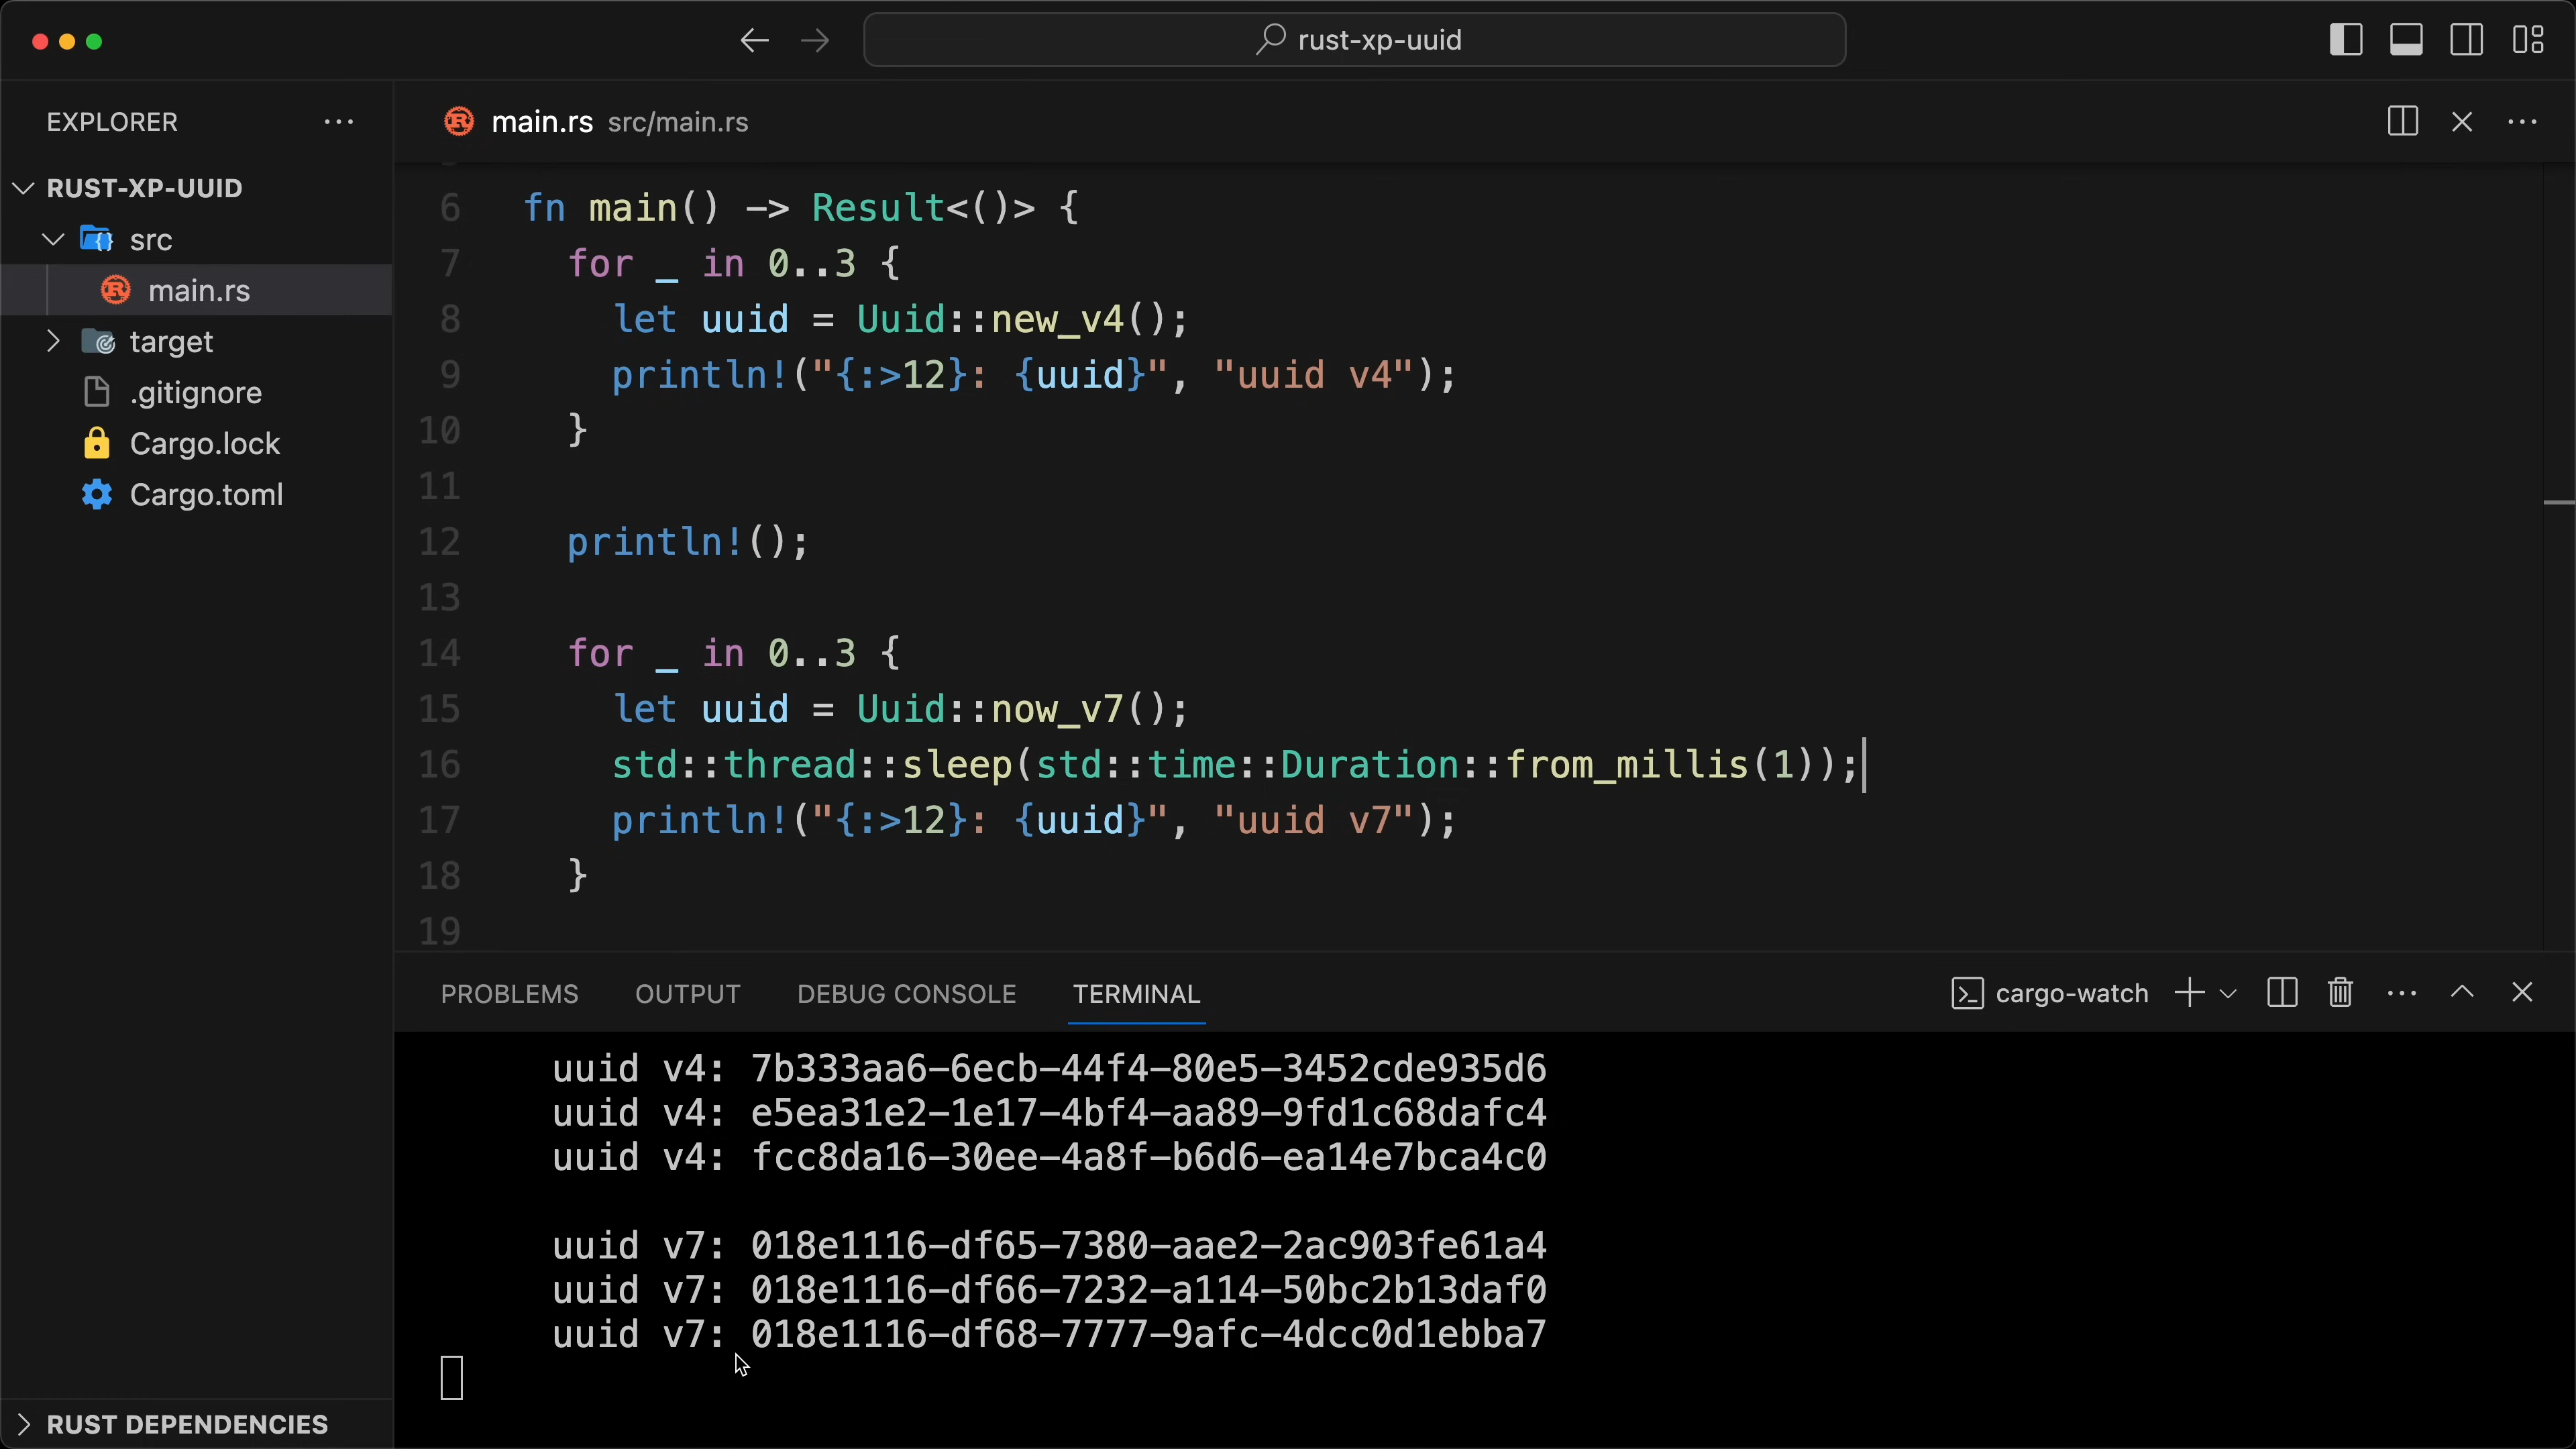 rust-xp-uuid
EXPLORER
RUST-XP-UUID
src
main.rs
target
.gitignore
Cargo.lock
Cargo.toml
RUST DEPENDENCIES
main.rs src/main.rs
6 fn main() -> Result<()> {
7 for _ in 0..3 {
8 let uuid = Uuid::new_v4();
9 println!("{:>12}: {uuid}", "uuid v4");
10 }
11
12 println!();
13
14 for _ in 0..3 {
15 let uuid = Uuid::now_v7();
16 std::thread::sleep(std::time::Duration::from_millis(1));
17 println!("{:>12}: {uuid}", "uuid v7");
18 }
19
PROBLEMS OUTPUT DEBUG CONSOLE TERMINAL cargo-watch
uuid v4: 7b333aa6-6ecb-44f4-80e5-3452cde935d6
uuid v4: e5ea31e2-1e17-4bf4-aa89-9fd1c68dafc4
uuid v4: fcc8da16-30ee-4a8f-b6d6-ea14e7bca4c0
uuid v7: 018e1116-df65-7380-aae2-2ac903fe61a4
uuid v7: 018e1116-df66-7232-a114-50bc2b13daf0
uuid v7: 018e1116-df68-7777-9afc-4dcc0d1ebba7